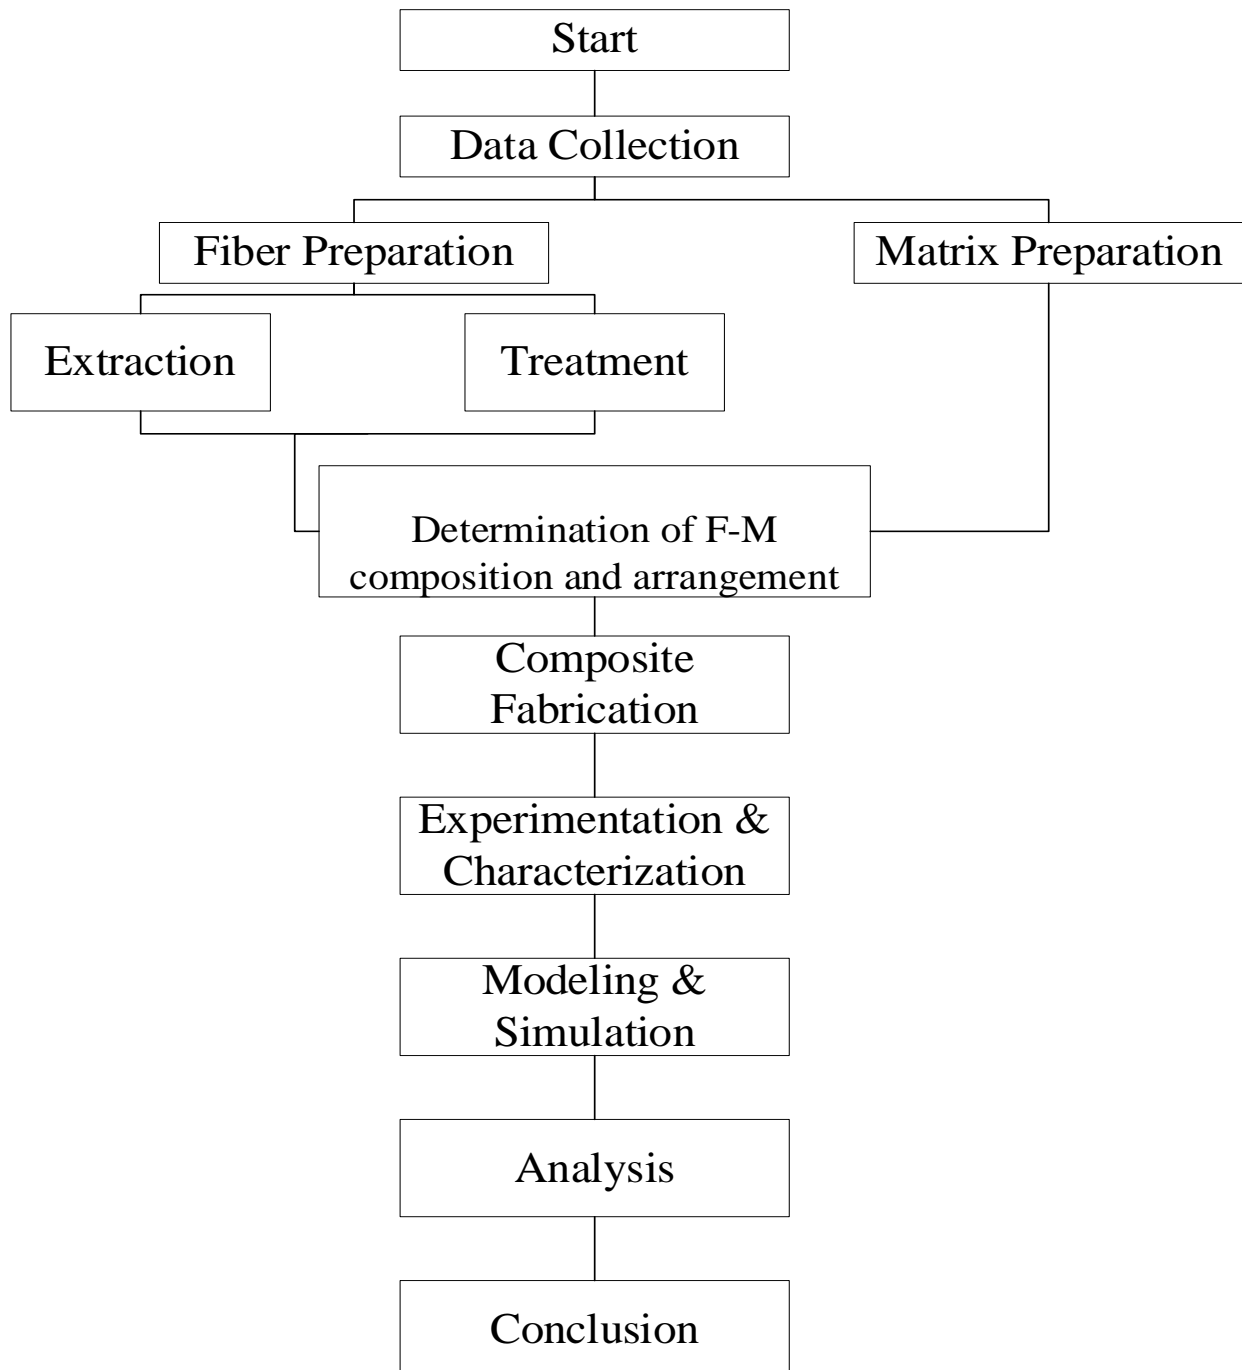 Start
Data Collection
Fiber Preparation
Matrix Preparation
Extraction
Treatment
Determination of F-M
composition and arrangement
Composite
Fabrication
Experimentation &
Characterization
Modeling &
Simulation
Analysis
Conclusion